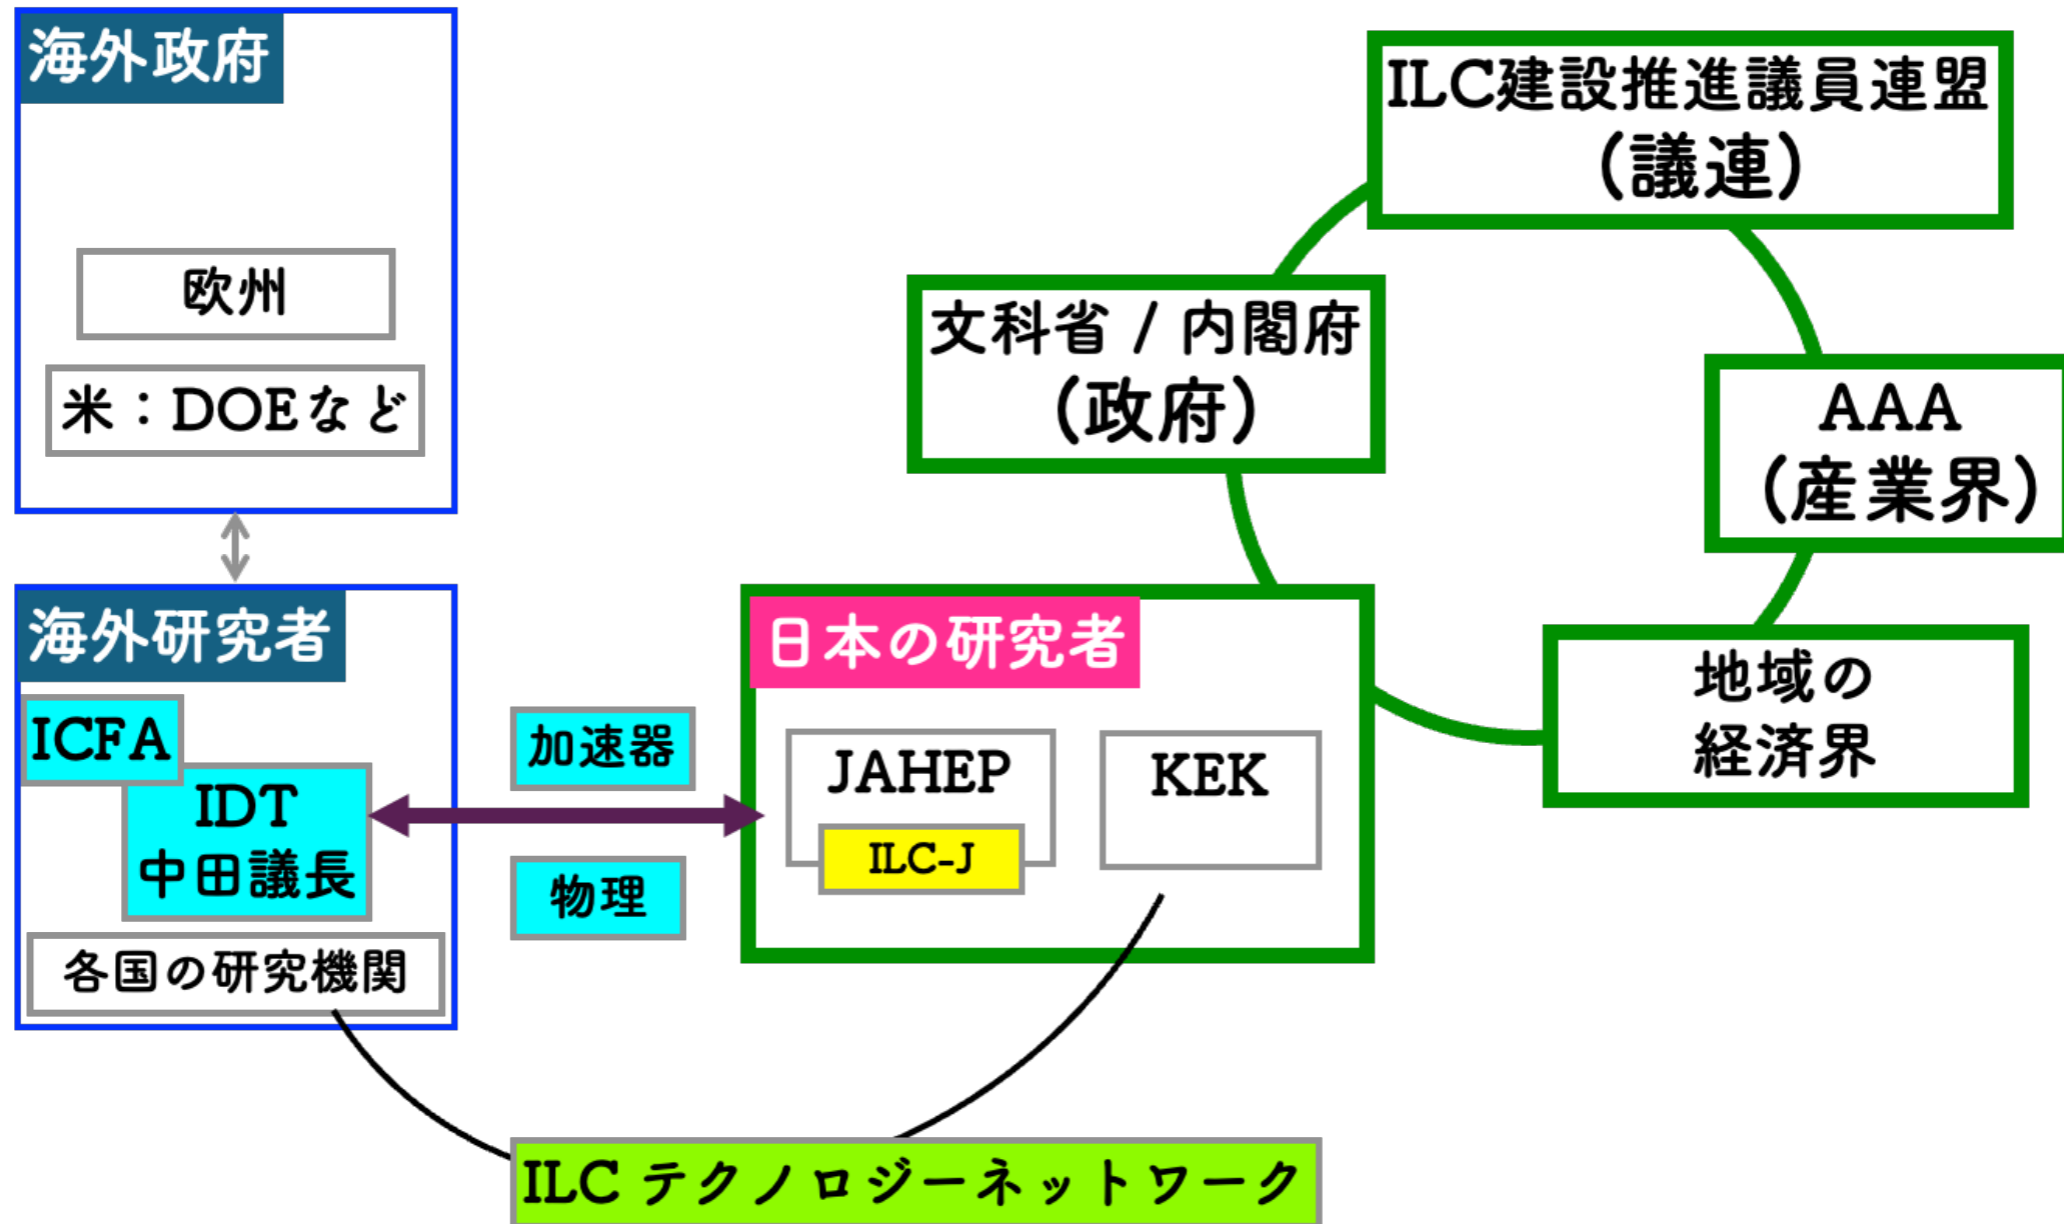 海外政府
欧州
米：DOEなど
海外研究者
ICFA
IDT
中田議長
各国の研究機関
加速器
物理
日本の研究者
JAHEP
ILC-J
KEK
ILC テクノロジーネットワーク
ILC建設推進議員連盟
(議連)
文科省 / 内閣府
(政府)
AAA
(産業界)
地域の
経済界